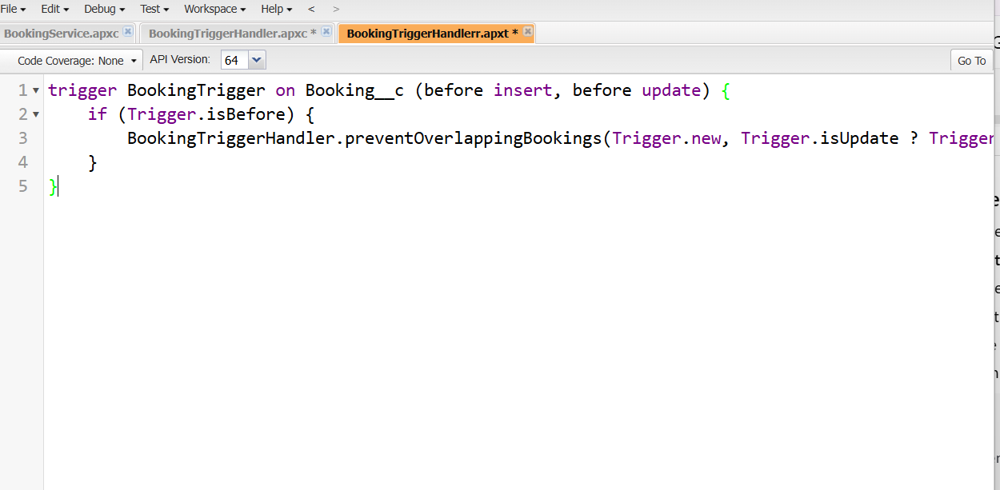 File Edit Debug Test Workspace Help < >
BookingService.apxc BookingTriggerHandler.apxc * BookingTriggerHandlerr.apxt *
Code Coverage: None API Version: 64 Go To
1 trigger BookingTrigger on Booking__c (before insert, before update) {
2 if (Trigger.isBefore) {
3 BookingTriggerHandler.preventOverlappingBookings(Trigger.new, Trigger.isUpdate ? Trigger
4 }
5 }